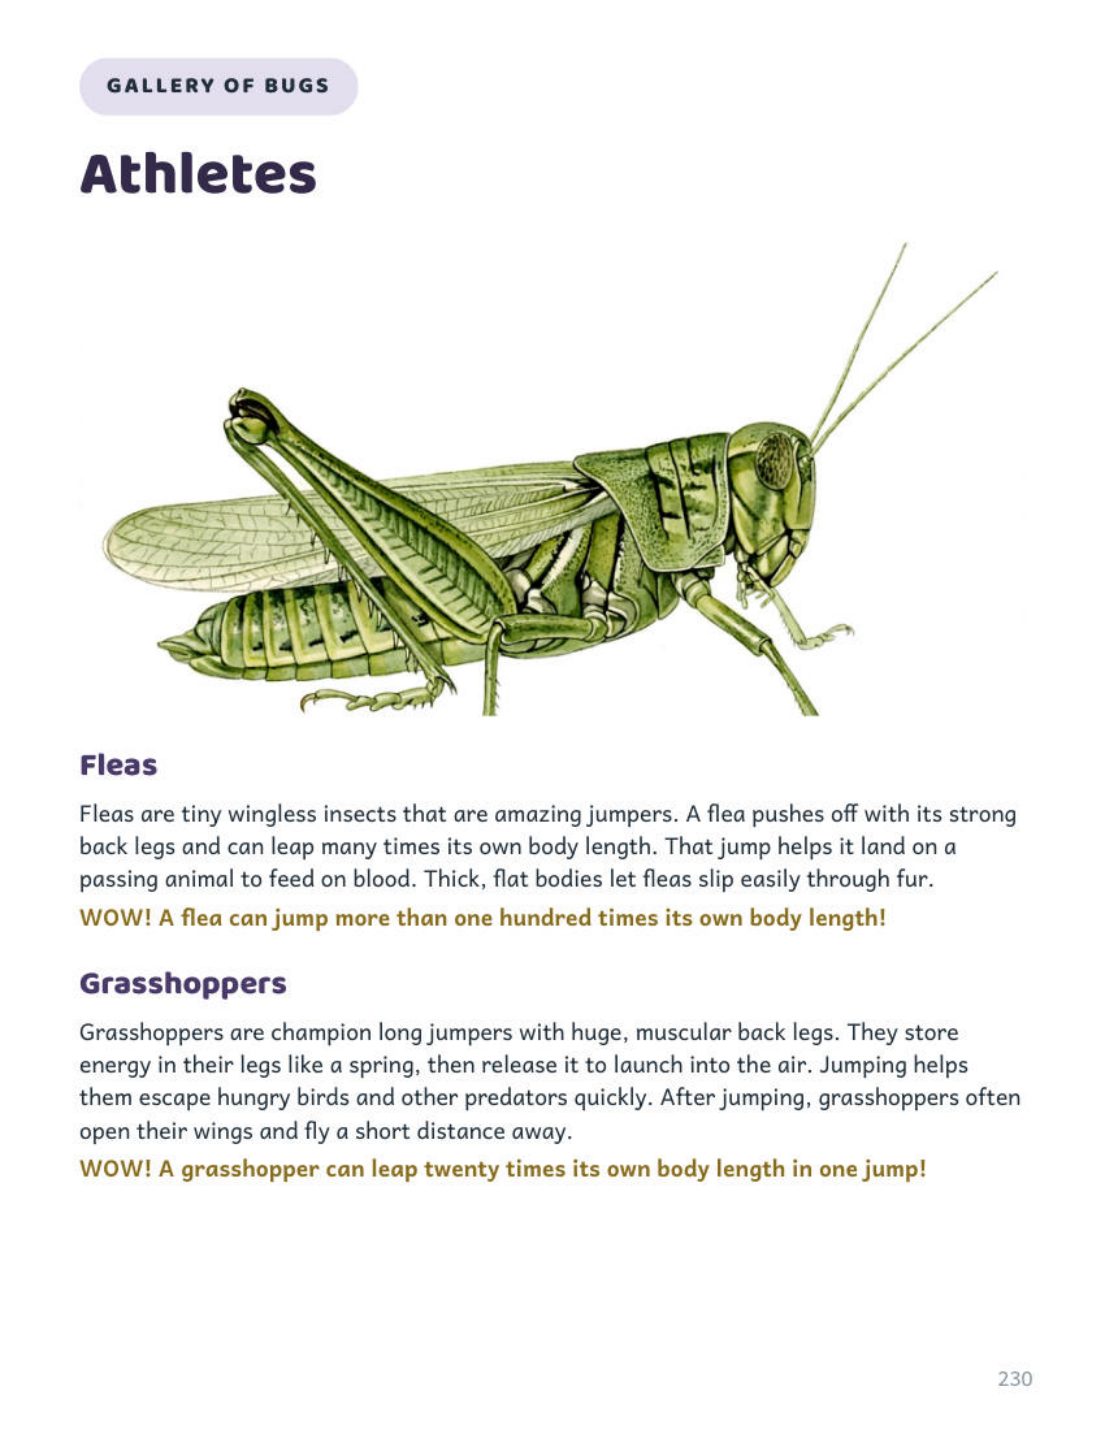 GALLERY OF BUGS
Athletes
Fleas
Fleas are tiny wingless insects that are amazing jumpers. A flea pushes off with its strong
back legs and can leap many times its own body length. That jump helps it land on a
passing animal to feed on blood. Thick, flat bodies let fleas slip easily through fur.
WOW! A flea can jump more than one hundred times its own body length!
Grasshoppers
Grasshoppers are champion long jumpers with huge, muscular back legs. They store
energy in their legs like a spring, then release it to launch into the air. Jumping helps
them escape hungry birds and other predators quickly. After jumping, grasshoppers often
open their wings and fly a short distance away.
WOW! A grasshopper can leap twenty times its own body length in one jump!
230